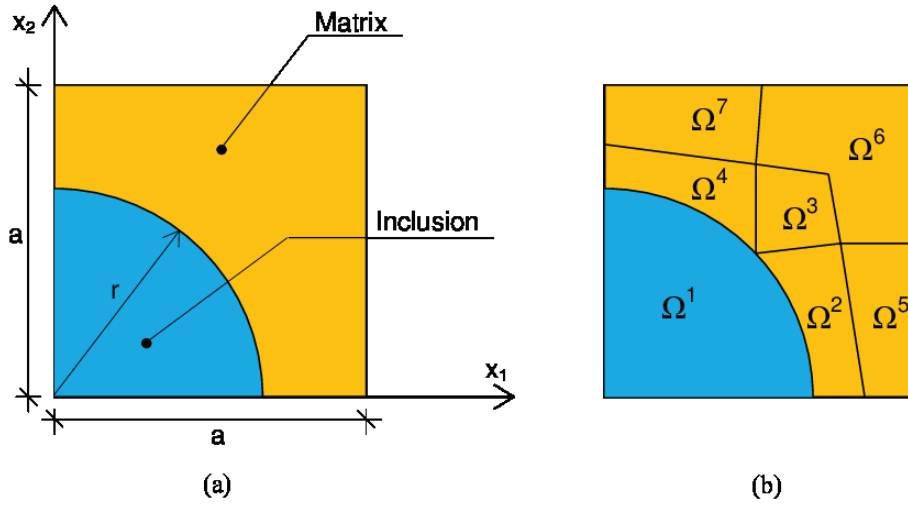 x₂
Matrix
a
Inclusion
r
x₁
a
(a)
Ω⁷
Ω⁶
Ω⁴
Ω³
Ω¹
Ω²
Ω⁵
(b)